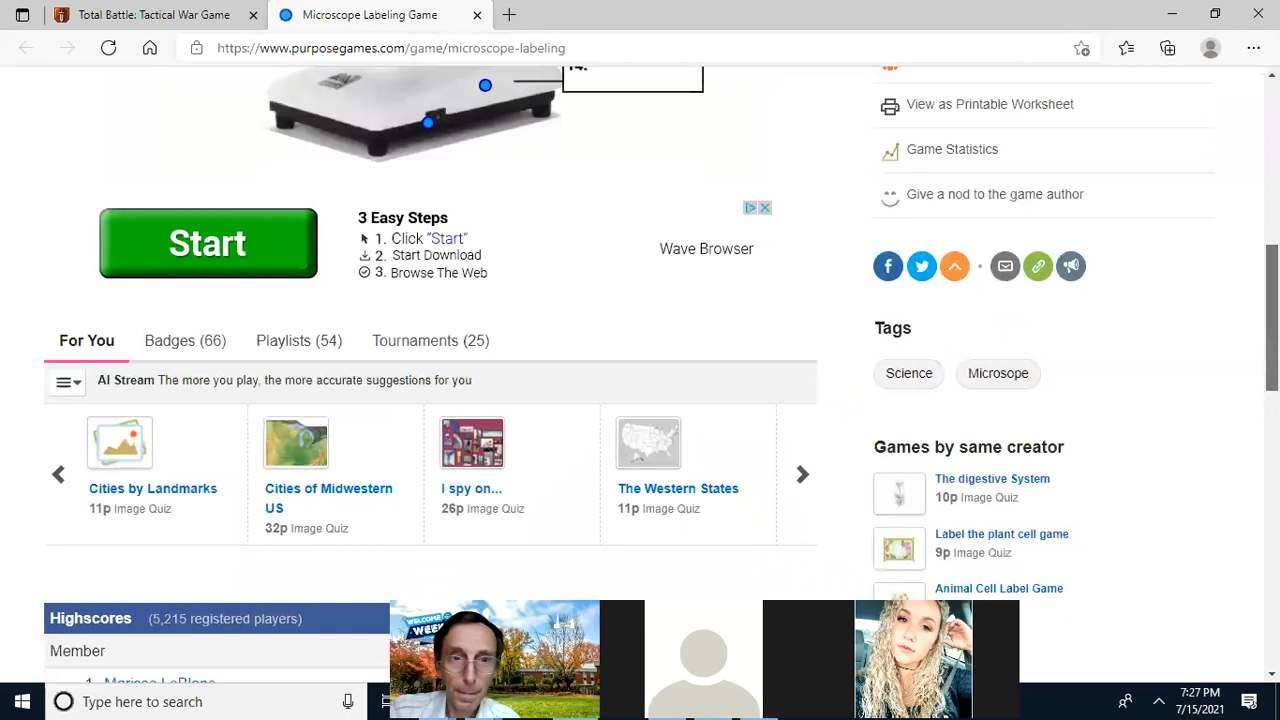 Total Tactical Command
Microscope Labeling
https://www.purposegames.com/game/microscope-labeling
14.
View as Printable Worksheet
Game Statistics
Give a nod to the game author
Start
3 Easy Steps
1. Click "Start"
2. Start Download
3. Browse The Web
Wave Browser
For You Badges (66) Playlists (54) Tournaments (25)
AI Stream The more you play, the more accurate suggestions for you
Tags
Science Microsope
Cities by Landmarks
11p Image Quiz
Cities of Midwestern
US
32p Image Quiz
I spy on...
26p Image Quiz
The Western States
11p Image Quiz
Games by same creator
The digestive System
10p Image Quiz
Label the plant cell game
9p Image Quiz
Animal Cell Label Game
Highscores (5,215 registered players)
Member
WELCOME
WEEK
Type here to search
7:27 PM
7/15/2021